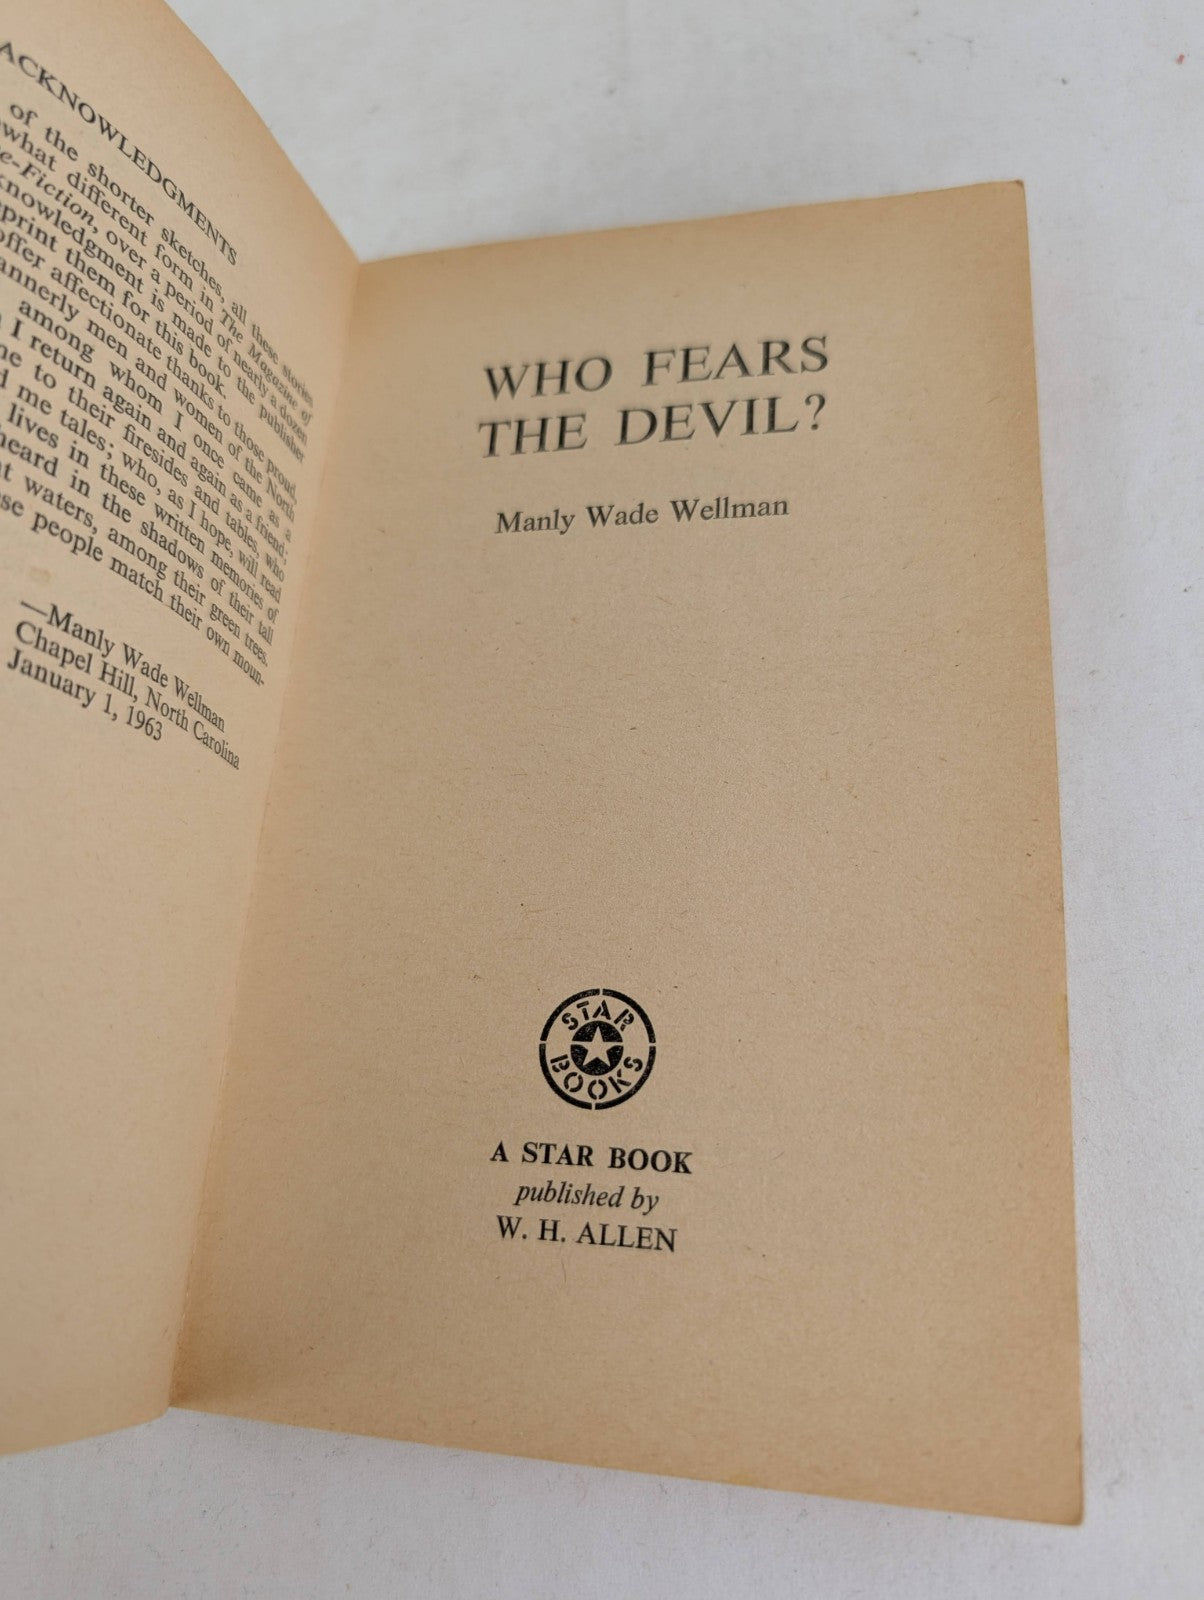 ACKNOWLEDGMENTS
of the shorter sketches, all these stories
what different form in The Magazine of
-Fiction, over a period of nearly a dozen
knowledgment is made to the publisher
print them for this book.
offer affectionate thanks to those proud,
annerly men and women of the North
among whom I once came as a
I return again and again as a friend;
to their firesides and tables, who
me tales; who, as I hope, will read
lives in these written memories of
heard in the shadows of their tall
waters, among their green trees.
people match their own moun-
—Manly Wade Wellman
Chapel Hill, North Carolina
January 1, 1963
WHO FEARS
THE DEVIL?
Manly Wade Wellman
STAR
BOOKS
A STAR BOOK
published by
W. H. ALLEN